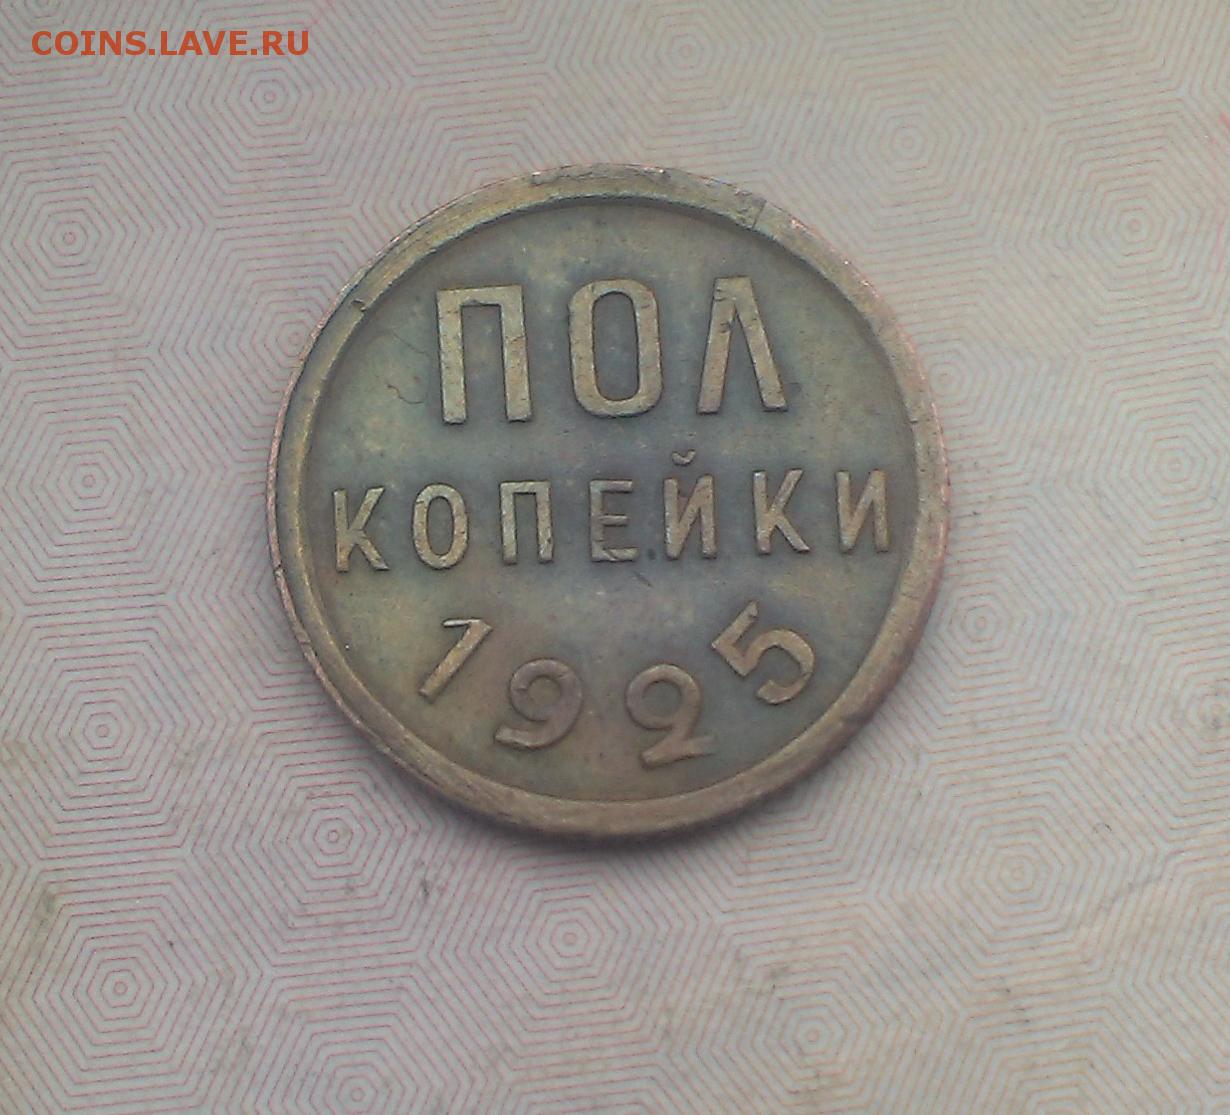 COINS.LAVE.RU
ПОЛ
КОПЕЙКИ
1925